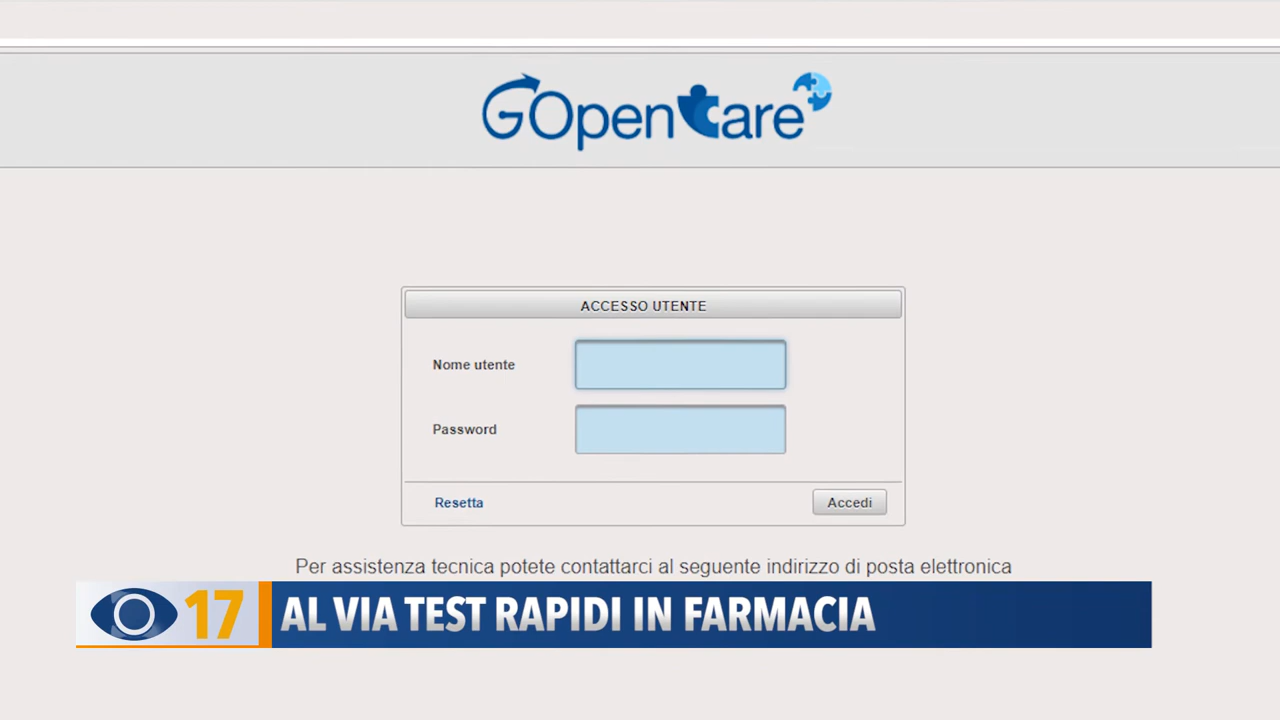 GOpenCare
ACCESSO UTENTE
Nome utente
Password
Resetta
Accedi
Per assistenza tecnica potete contattarci al seguente indirizzo di posta elettronica
17
AL VIA TEST RAPIDI IN FARMACIA